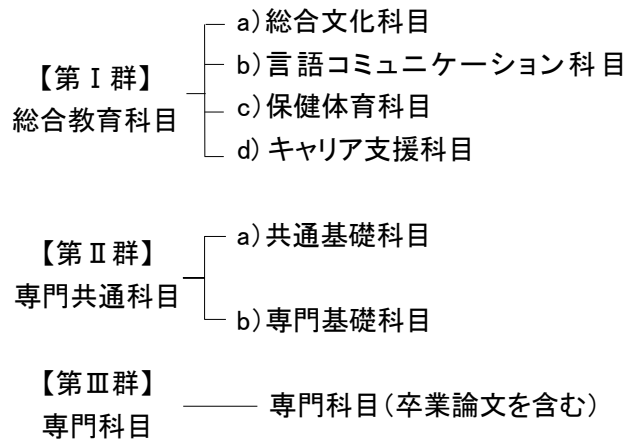 【第Ⅰ群】
総合教育科目
a)総合文化科目
b)言語コミュニケーション科目
c)保健体育科目
d)キャリア支援科目
【第Ⅱ群】
専門共通科目
a)共通基礎科目
b)専門基礎科目
【第Ⅲ群】
専門科目
専門科目(卒業論文を含む)